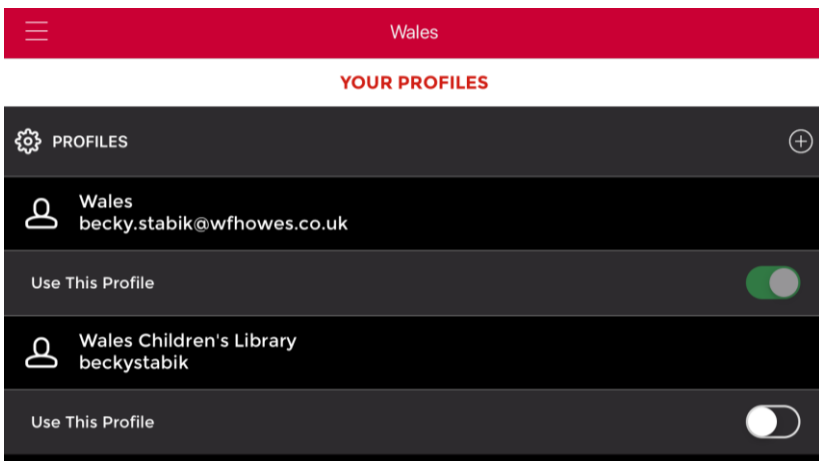 Wales
YOUR PROFILES
PROFILES
Wales
becky.stabik@wfhowes.co.uk
Use This Profile
Wales Children's Library
beckystabik
Use This Profile